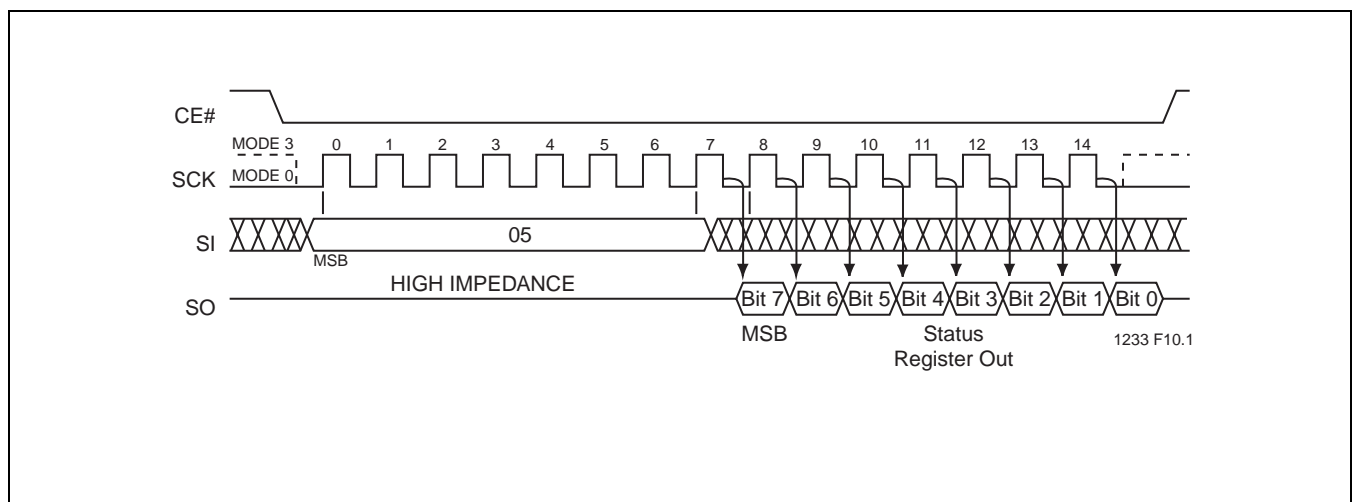 CE#
MODE 3
0 1 2 3 4 5 6 7 8 9 10 11 12 13 14
SCK
MODE 0
SI
05
MSB
HIGH IMPEDANCE
SO
Bit 7 Bit 6 Bit 5 Bit 4 Bit 3 Bit 2 Bit 1 Bit 0
MSB
Status
Register Out
1233 F10.1